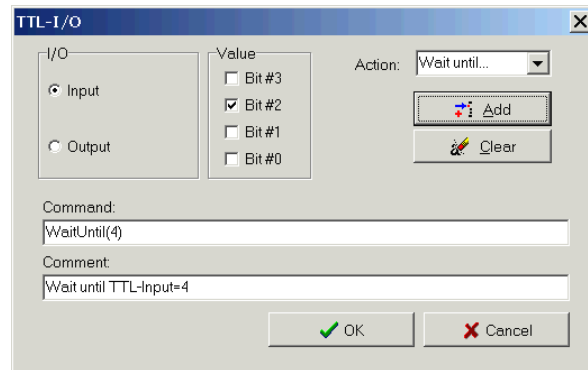 TTL-I/O
I/O
Input
Output
Value
Bit #3
Bit #2
Bit #1
Bit #0
Action:
Wait until...
Add
Clear
Command:
WaitUntil(4)
Comment:
Wait until TTL-Input=4
OK
Cancel